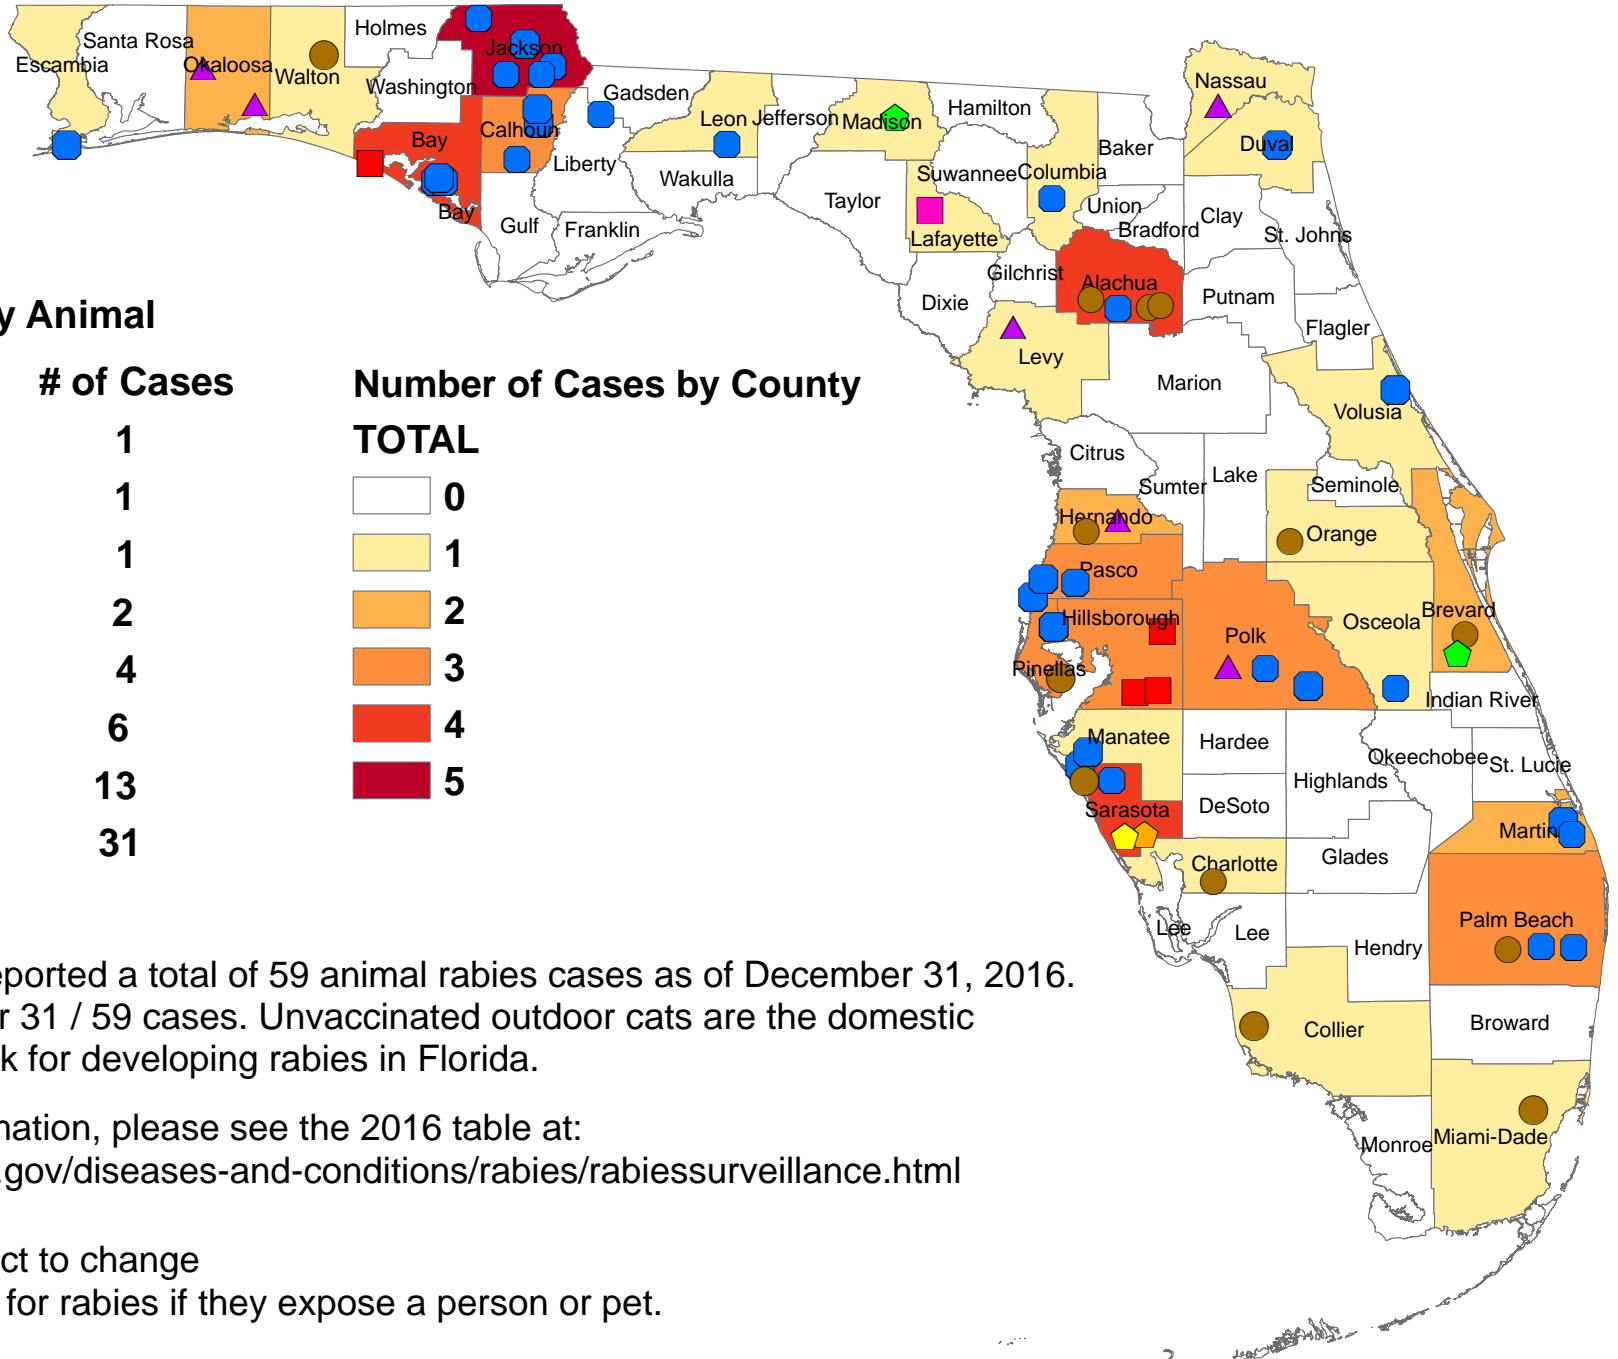 Holmes
Santa Rosa
Escambia
Okaloosa
Walton
Washington
Jackson
Gadsden
Calhoun
Bay
Liberty
Bay
Gulf
Franklin
Leon
Jefferson
Madison
Hamilton
Wakulla
Taylor
Suwannee
Columbia
Baker
Nassau
Duval
Lafayette
Union
Bradford
Clay
St. Johns
Gilchrist
Alachua
Dixie
Putnam
Flagler
Levy
Marion
Volusia
Citrus
Sumter
Lake
Seminole
Hernando
Orange
Pasco
Hillsborough
Polk
Osceola
Brevard
Pinellas
Indian River
Manatee
Hardee
Okeechobee
St. Lucie
Highlands
Sarasota
DeSoto
Martin
Charlotte
Glades
Lee
Lee
Hendry
Palm Beach
Collier
Broward
Monroe
Miami-Dade
y Animal
# of Cases
1
1
1
2
4
6
13
31
Number of Cases by County
TOTAL
0
1
2
3
4
5
eported a total of 59 animal rabies cases as of December 31, 2016.
r 31 / 59 cases. Unvaccinated outdoor cats are the domestic
k for developing rabies in Florida.
nation, please see the 2016 table at:
.gov/diseases-and-conditions/rabies/rabiessurveillance.html
ct to change
for rabies if they expose a person or pet.